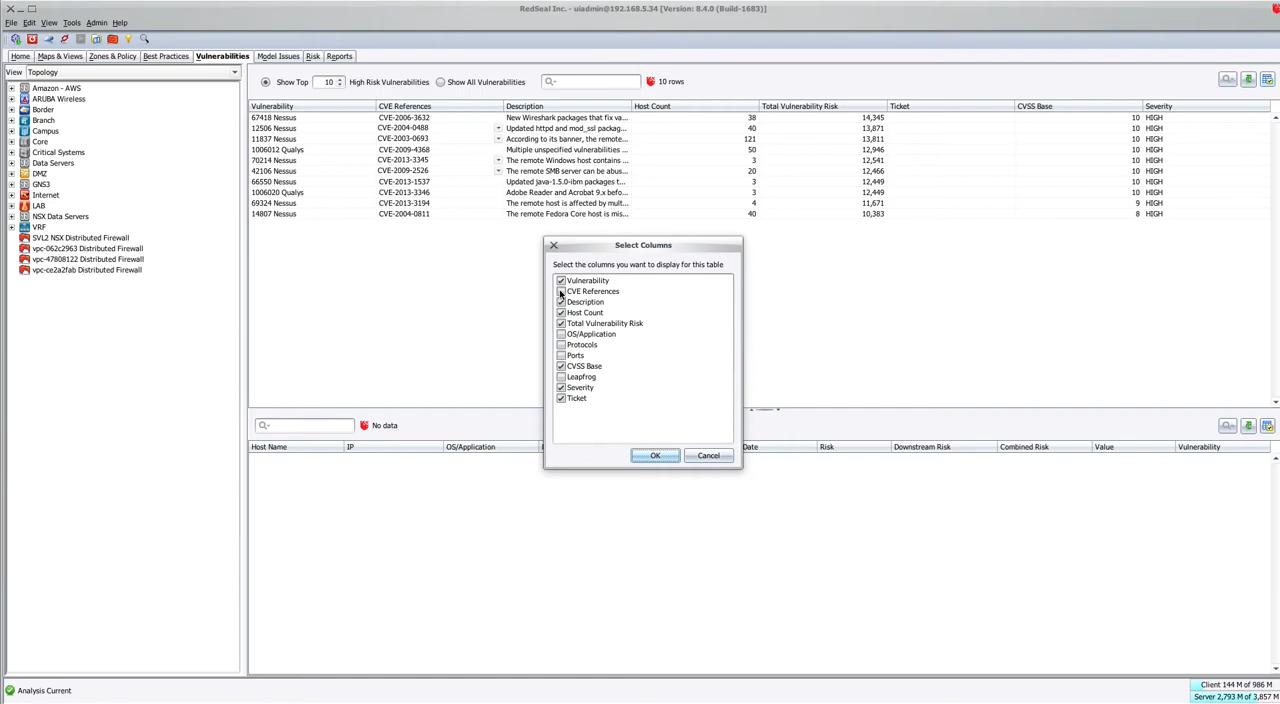 RedSeal Inc. - uiadmin@192.168.5.34 [Version: 8.4.0 (Build-1683)]
File Edit View Tools Admin Help
Home Maps & Views Zones & Policy Best Practices Vulnerabilities Model Issues Risk Reports
View Topology
Amazon - AWS
ARUBA Wireless
Border
Branch
Campus
Core
Critical Systems
Data Servers
DMZ
GNS3
Internet
LAB
NSX Data Servers
VRF
SVL2 NSX Distributed Firewall
vpc-062c2963 Distributed Firewall
vpc-47808122 Distributed Firewall
vpc-ce2a2fab Distributed Firewall
Show Top 10 High Risk Vulnerabilities Show All Vulnerabilities 10 rows
Vulnerability CVE References Description Host Count Total Vulnerability Risk Ticket CVSS Base Severity
67418 Nessus CVE-2006-3632 New Wireshark packages that fix va... 38 14,345 10 HIGH
12506 Nessus CVE-2004-0488 Updated httpd and mod_ssl packag... 40 13,871 10 HIGH
11837 Nessus CVE-2003-0693 According to its banner, the remote... 121 13,811 10 HIGH
1006012 Qualys CVE-2009-4368 Multiple unspecified vulnerabilities ... 50 12,946 10 HIGH
70214 Nessus CVE-2013-3345 The remote Windows host contains ... 3 12,541 10 HIGH
42106 Nessus CVE-2009-2526 The remote SMB server can be abus... 20 12,466 10 HIGH
66550 Nessus CVE-2013-1537 Updated java-1.5.0-ibm packages t... 3 12,449 10 HIGH
1006020 Qualys CVE-2013-3346 Adobe Reader and Acrobat 9.x befo... 3 12,449 10 HIGH
69324 Nessus CVE-2013-3194 The remote host is affected by mult... 4 11,671 9 HIGH
14807 Nessus CVE-2004-0811 The remote Fedora Core host is mis... 40 10,383 8 HIGH
Select Columns
Select the columns you want to display for this table
Vulnerability
CVE References
Description
Host Count
Total Vulnerability Risk
OS/Application
Protocols
Ports
CVSS Base
Leapfrog
Severity
Ticket
OK Cancel
No data
Host Name IP OS/Application Date Risk Downstream Risk Combined Risk Value Vulnerability
Analysis Current
Client 144 M of 986 M
Server 2,793 M of 3,857 M